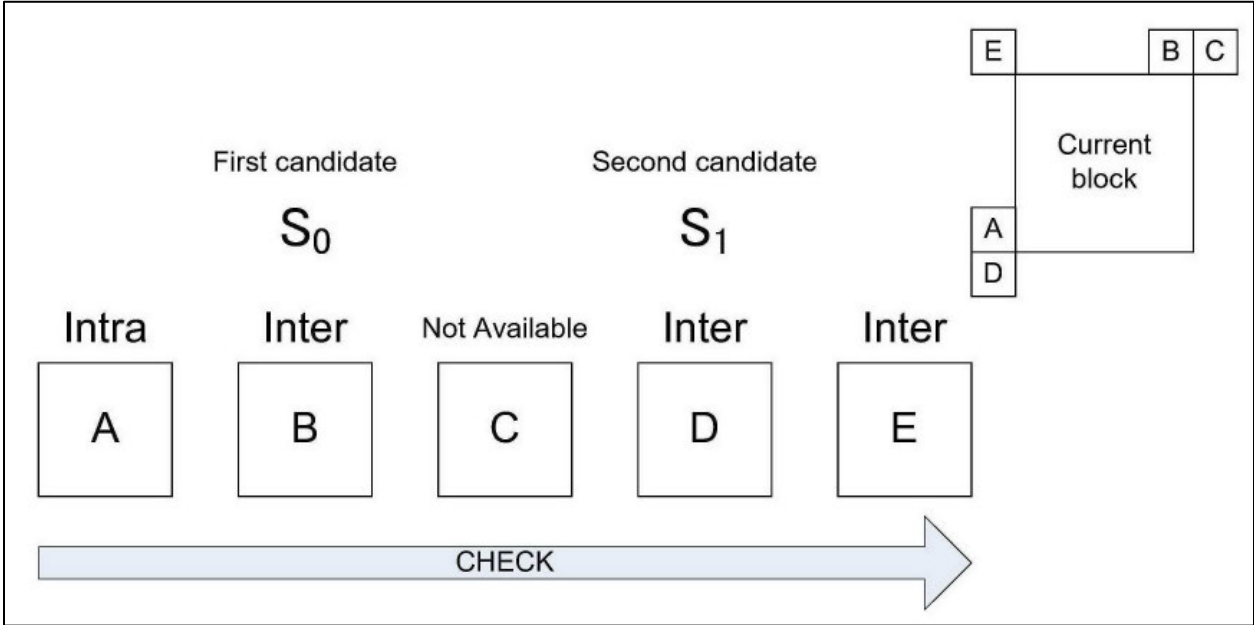 E
B
C
Current
block
A
D
First candidate
Second candidate
S₀
S₁
Intra
Inter
Not Available
Inter
Inter
A
B
C
D
E
CHECK